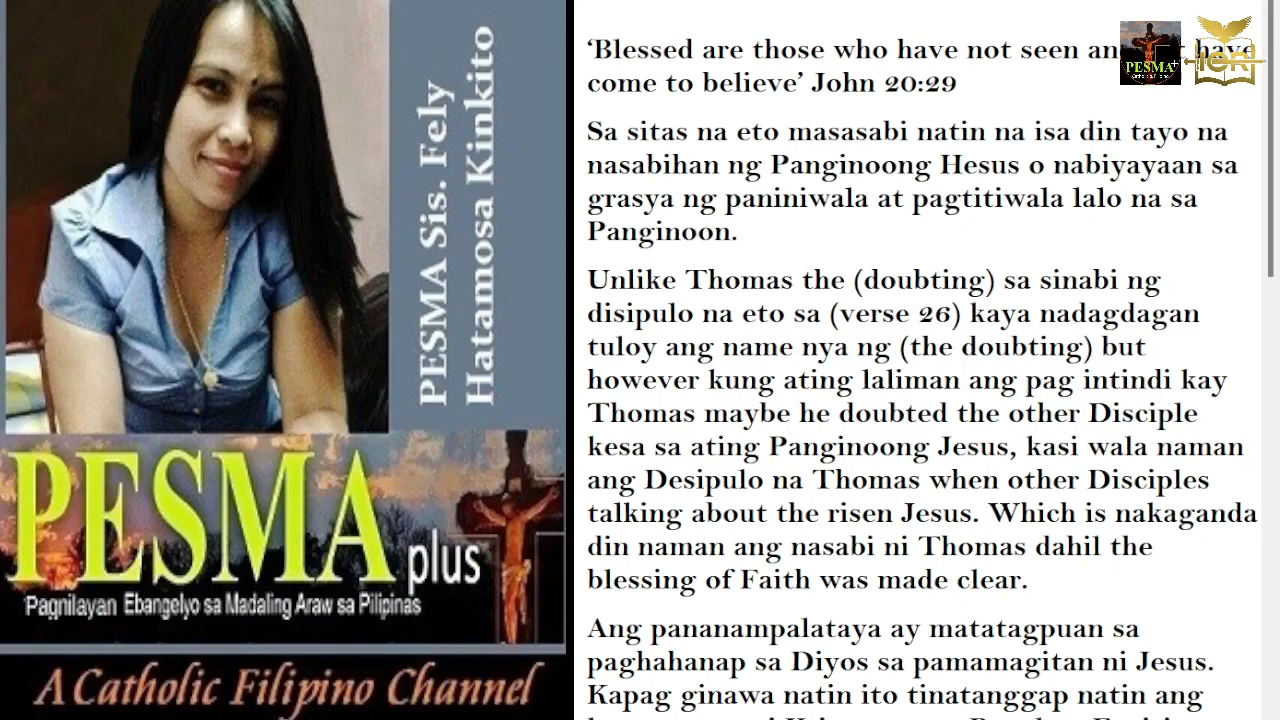 PESMA Sis. Fely
Hatamosa Kinkito
PESMA plus
Pagnilayan Ebangelyo sa Madaling Araw sa Pilipinas
A Catholic Filipino Channel
PESMA
‘Blessed are those who have not seen have
come to believe’ John 20:29
Sa sitas na eto masasabi natin na isa din tayo na
nasabihan ng Panginoong Hesus o nabiyayaan sa
grasya ng paniniwala at pagtitiwala lalo na sa
Panginoon.
Unlike Thomas the (doubting) sa sinabi ng
disipulo na eto sa (verse 26) kaya nadagdagan
tuloy ang name nya ng (the doubting) but
however kung ating laliman ang pag intindi kay
Thomas maybe he doubted the other Disciple
kesa sa ating Panginoong Jesus, kasi wala naman
ang Desipulo na Thomas when other Disciples
talking about the risen Jesus. Which is nakaganda
din naman ang nasabi ni Thomas dahil the
blessing of Faith was made clear.
Ang pananampalataya ay matatagpuan sa
paghahanap sa Diyos sa pamamagitan ni Jesus.
Kapag ginawa natin ito tinatanggap natin ang